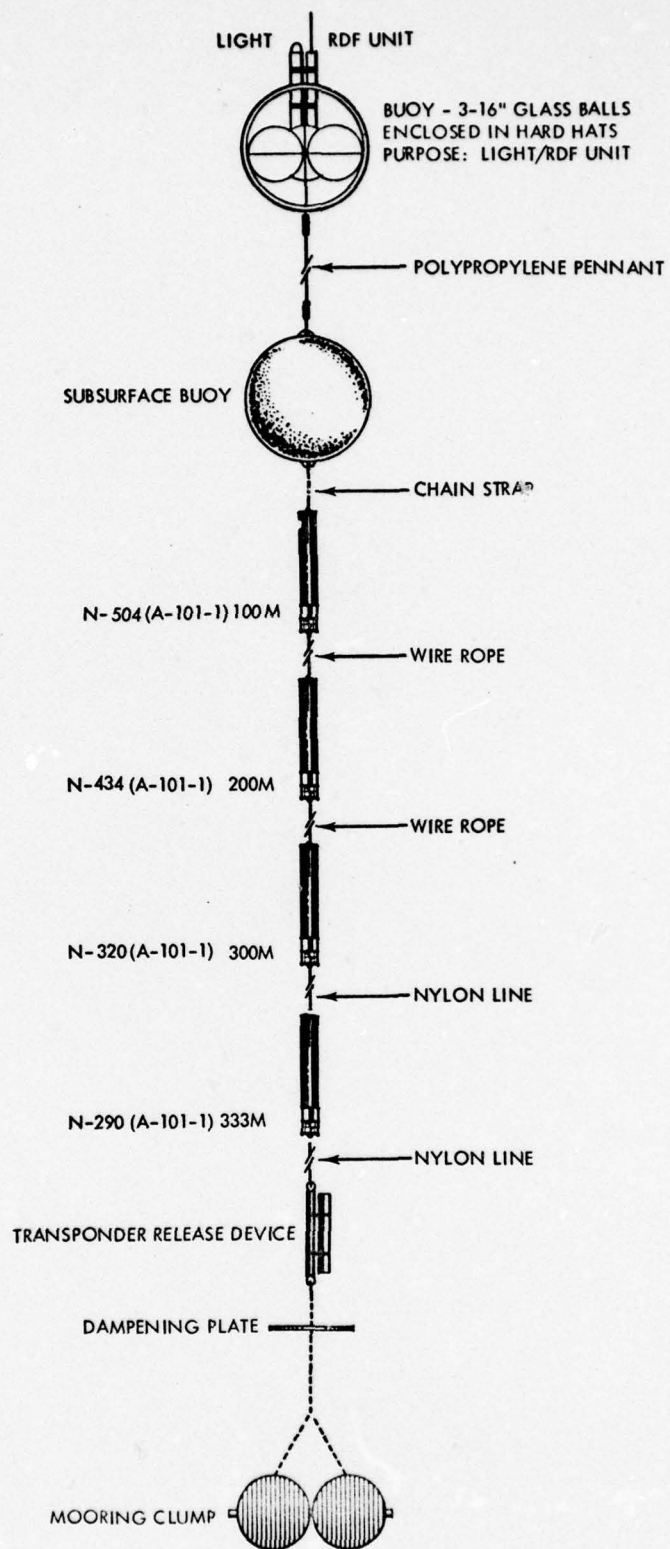 LIGHT RDF UNIT
BUOY - 3-16" GLASS BALLS
ENCLOSED IN HARD HATS
PURPOSE: LIGHT/RDF UNIT
POLYPROPYLENE PENNANT
SUBSURFACE BUOY
CHAIN STRAP
N-504 (A-101-1) 100M
WIRE ROPE
N-434 (A-101-1) 200M
WIRE ROPE
N-320 (A-101-1) 300M
NYLON LINE
N-290 (A-101-1) 333M
NYLON LINE
TRANSPONDER RELEASE DEVICE
DAMPENING PLATE
MOORING CLUMP